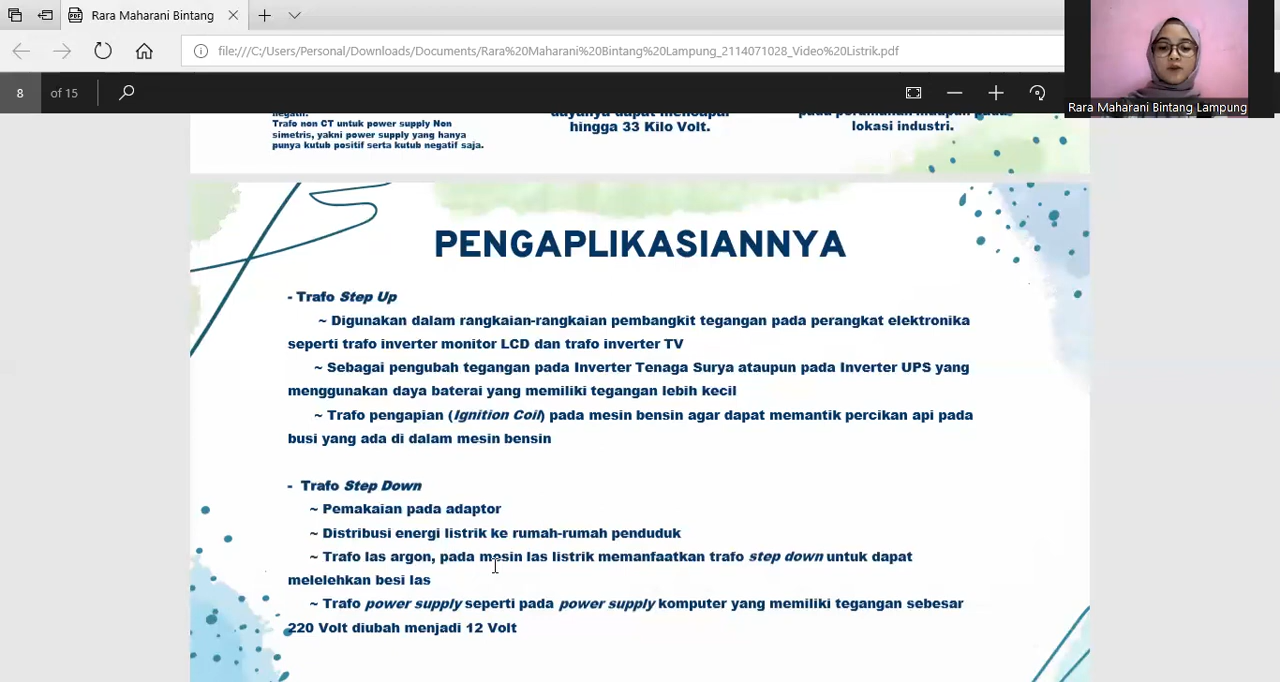 Rara Maharani Bintang
file:///C:/Users/Personal/Downloads/Documents/Rara%20Maharani%20Bintang%20Lampung_2114071028_Video%20Listrik.pdf
8 of 15
Rara Maharani Bintang Lampung
negatif.
Trafo non CT untuk power supply Non
simetris, yakni power supply yang hanya
punya kutub positif serta kutub negatif saja.
dayanya dapat mencapai
hingga 33 Kilo Volt.
pada perumahan maupun pada
lokasi industri.
PENGAPLIKASIANNYA
- Trafo Step Up
~ Digunakan dalam rangkaian-rangkaian pembangkit tegangan pada perangkat elektronika
seperti trafo inverter monitor LCD dan trafo inverter TV
~ Sebagai pengubah tegangan pada Inverter Tenaga Surya ataupun pada Inverter UPS yang
menggunakan daya baterai yang memiliki tegangan lebih kecil
~ Trafo pengapian (Ignition Coil) pada mesin bensin agar dapat memantik percikan api pada
busi yang ada di dalam mesin bensin
- Trafo Step Down
~ Pemakaian pada adaptor
~ Distribusi energi listrik ke rumah-rumah penduduk
~ Trafo las argon, pada mesin las listrik memanfaatkan trafo step down untuk dapat
melelehkan besi las
~ Trafo power supply seperti pada power supply komputer yang memiliki tegangan sebesar
220 Volt diubah menjadi 12 Volt